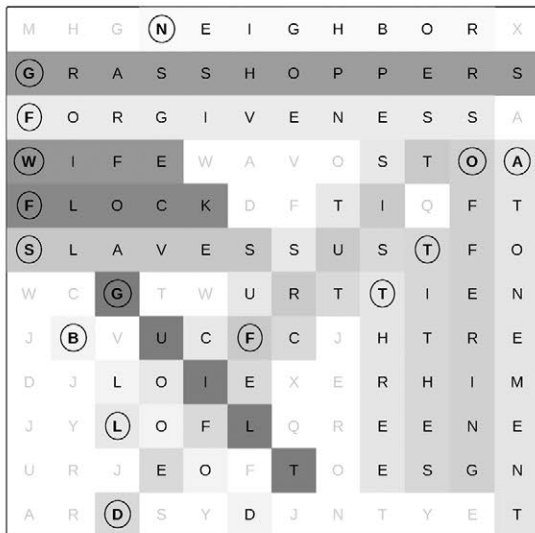 M H G N E I G H B O R X
G R A S S H O P P E R S
F O R G I V E N E S S A
W I F E W A V O S T O A
F L O C K D F T I Q F T
S L A V E S S U S T F O
W C G T W U R T T I E N
J B V U C F C J H T R E
D J L O I E X E R H I M
J Y L O F L Q R E E N E
U R J E O F T O E S G N
A R D S Y D J N T Y E T